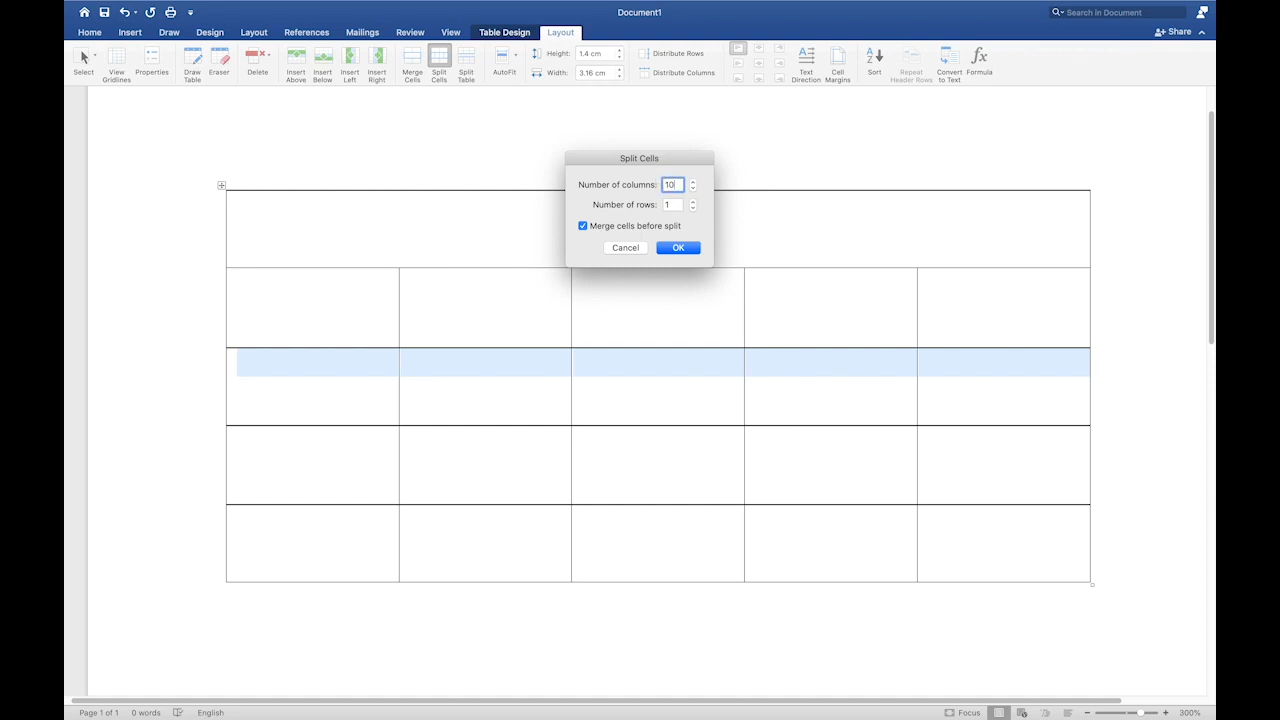 Document1
Search in Document
Home Insert Draw Design Layout References Mailings Review View Table Design Layout Share
Select View Gridlines Properties Draw Table Eraser Delete Insert Above Insert Below Insert Left Insert Right Merge Cells Split Cells Split Table AutoFit
Height: 1.4 cm Distribute Rows
Width: 3.16 cm Distribute Columns
Text Direction Cell Margins Sort Repeat Header Rows Convert to Text Formula
Split Cells
Number of columns: 10
Number of rows: 1
Merge cells before split
Cancel OK
Page 1 of 1 0 words English Focus 300%